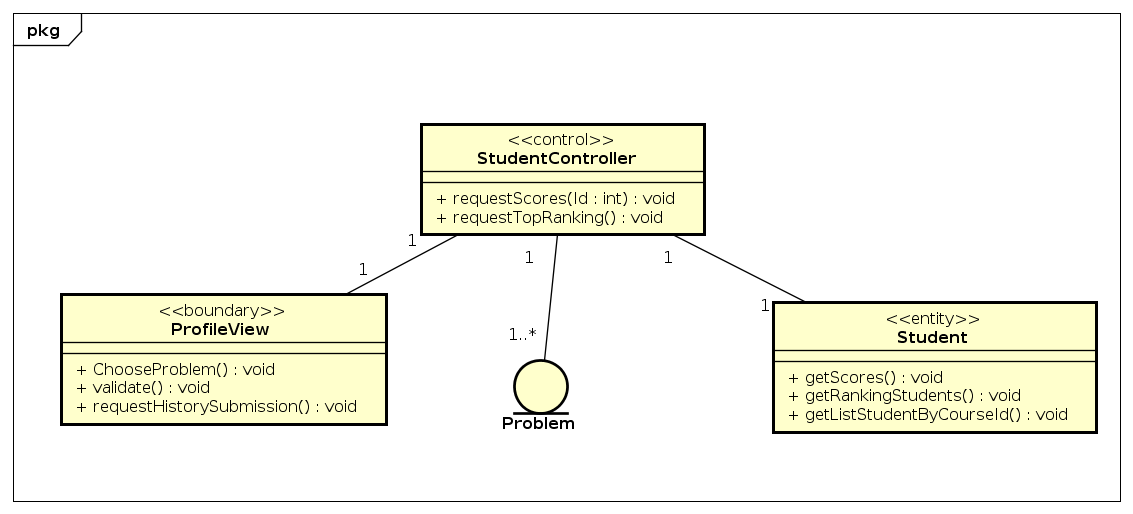 pkg
<<control>>
StudentController
+ requestScores(Id : int) : void
+ requestTopRanking() : void
1
1
1
1
1..*
1
<<boundary>>
ProfileView
+ ChooseProblem() : void
+ validate() : void
+ requestHistorySubmission() : void
Problem
<<entity>>
Student
+ getScores() : void
+ getRankingStudents() : void
+ getListStudentByCourseId() : void